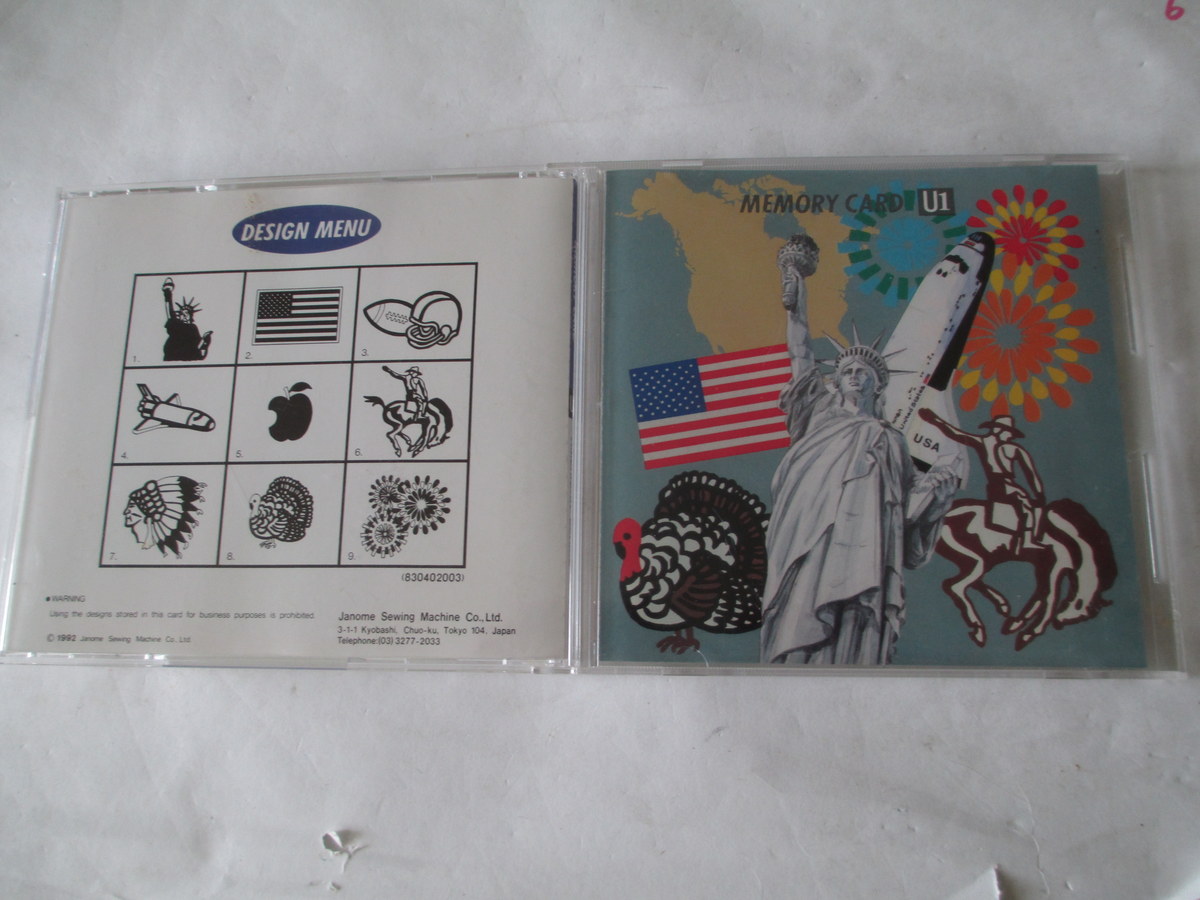 6
DESIGN MENU
1.
2.
3.
4.
5.
6.
7.
8.
9.
(830402003)
●WARNING
Using the designs stored in this card for business purposes is prohibited.
© 1992 Janome Sewing Machine Co., Ltd.
Janome Sewing Machine Co.,Ltd.
3-1-1 Kyobashi, Chuo-ku, Tokyo 104, Japan
Telephone:(03)3277-2033
MEMORY CARD U1
United States
USA